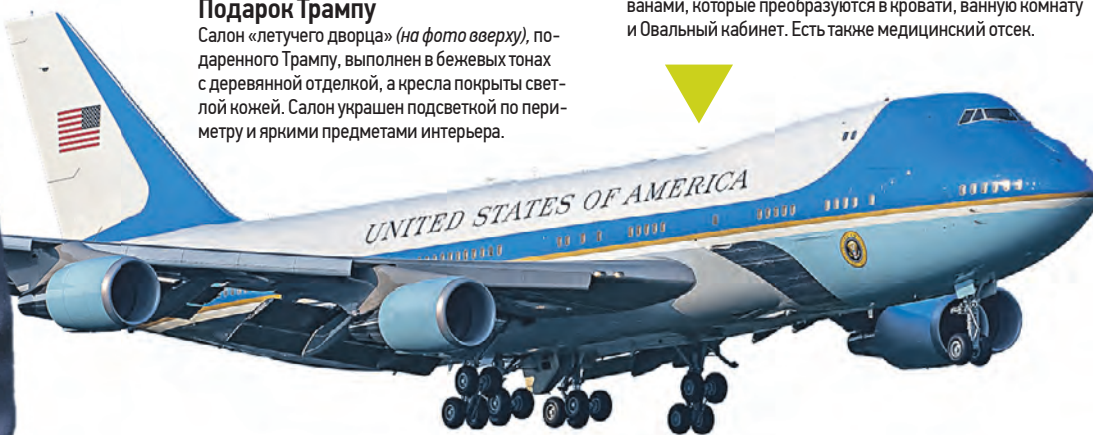 Подарок Трампу
Салон «летучего дворца» (на фото вверху), по-
даренного Трампу, выполнен в бежевых тонах
с деревянной отделкой, а кресла покрыты свет-
лой кожей. Салон украшен подсветкой по пери-
метру и яркими предметами интерьера.
ванами, которые преобразуются в кровати, ванную комнату
и Овальный кабинет. Есть также медицинский отсек.
UNITED STATES OF AMERICA